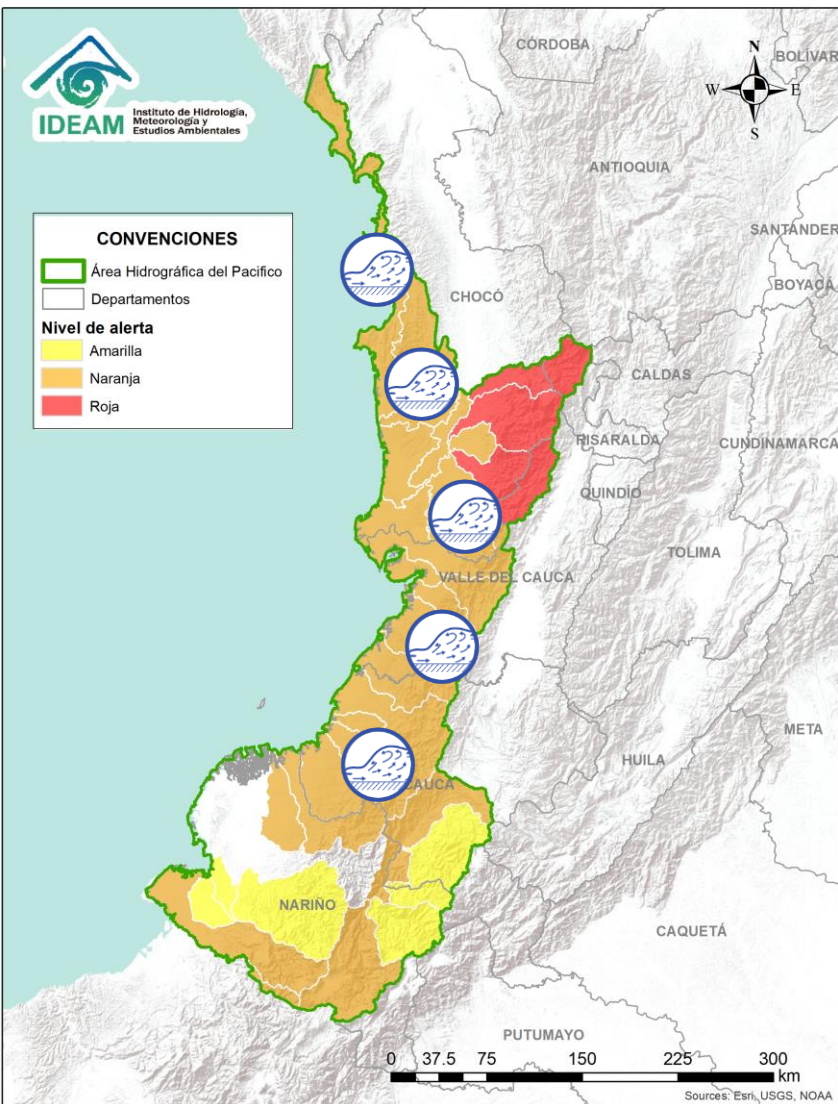 IDEAM
Instituto de Hidrología,
Meteorología y
Estudios Ambientales
CONVENCIONES
Área Hidrográfica del Pacifico
Departamentos
Nivel de alerta
Amarilla
Naranja
Roja
N
W
E
S
CÓRDOBA
BOLÍVAR
ANTIOQUIA
SANTANDER
BOYACÁ
CHOCÓ
CALDAS
RISARALDA
CUNDINAMARCA
QUINDÍO
TOLIMA
VALLE DEL CAUCA
META
HUILA
CAUCA
NARIÑO
CAQUETÁ
PUTUMAYO
0 37.5 75 150 225 300
km
Sources: Esri, USGS, NOAA